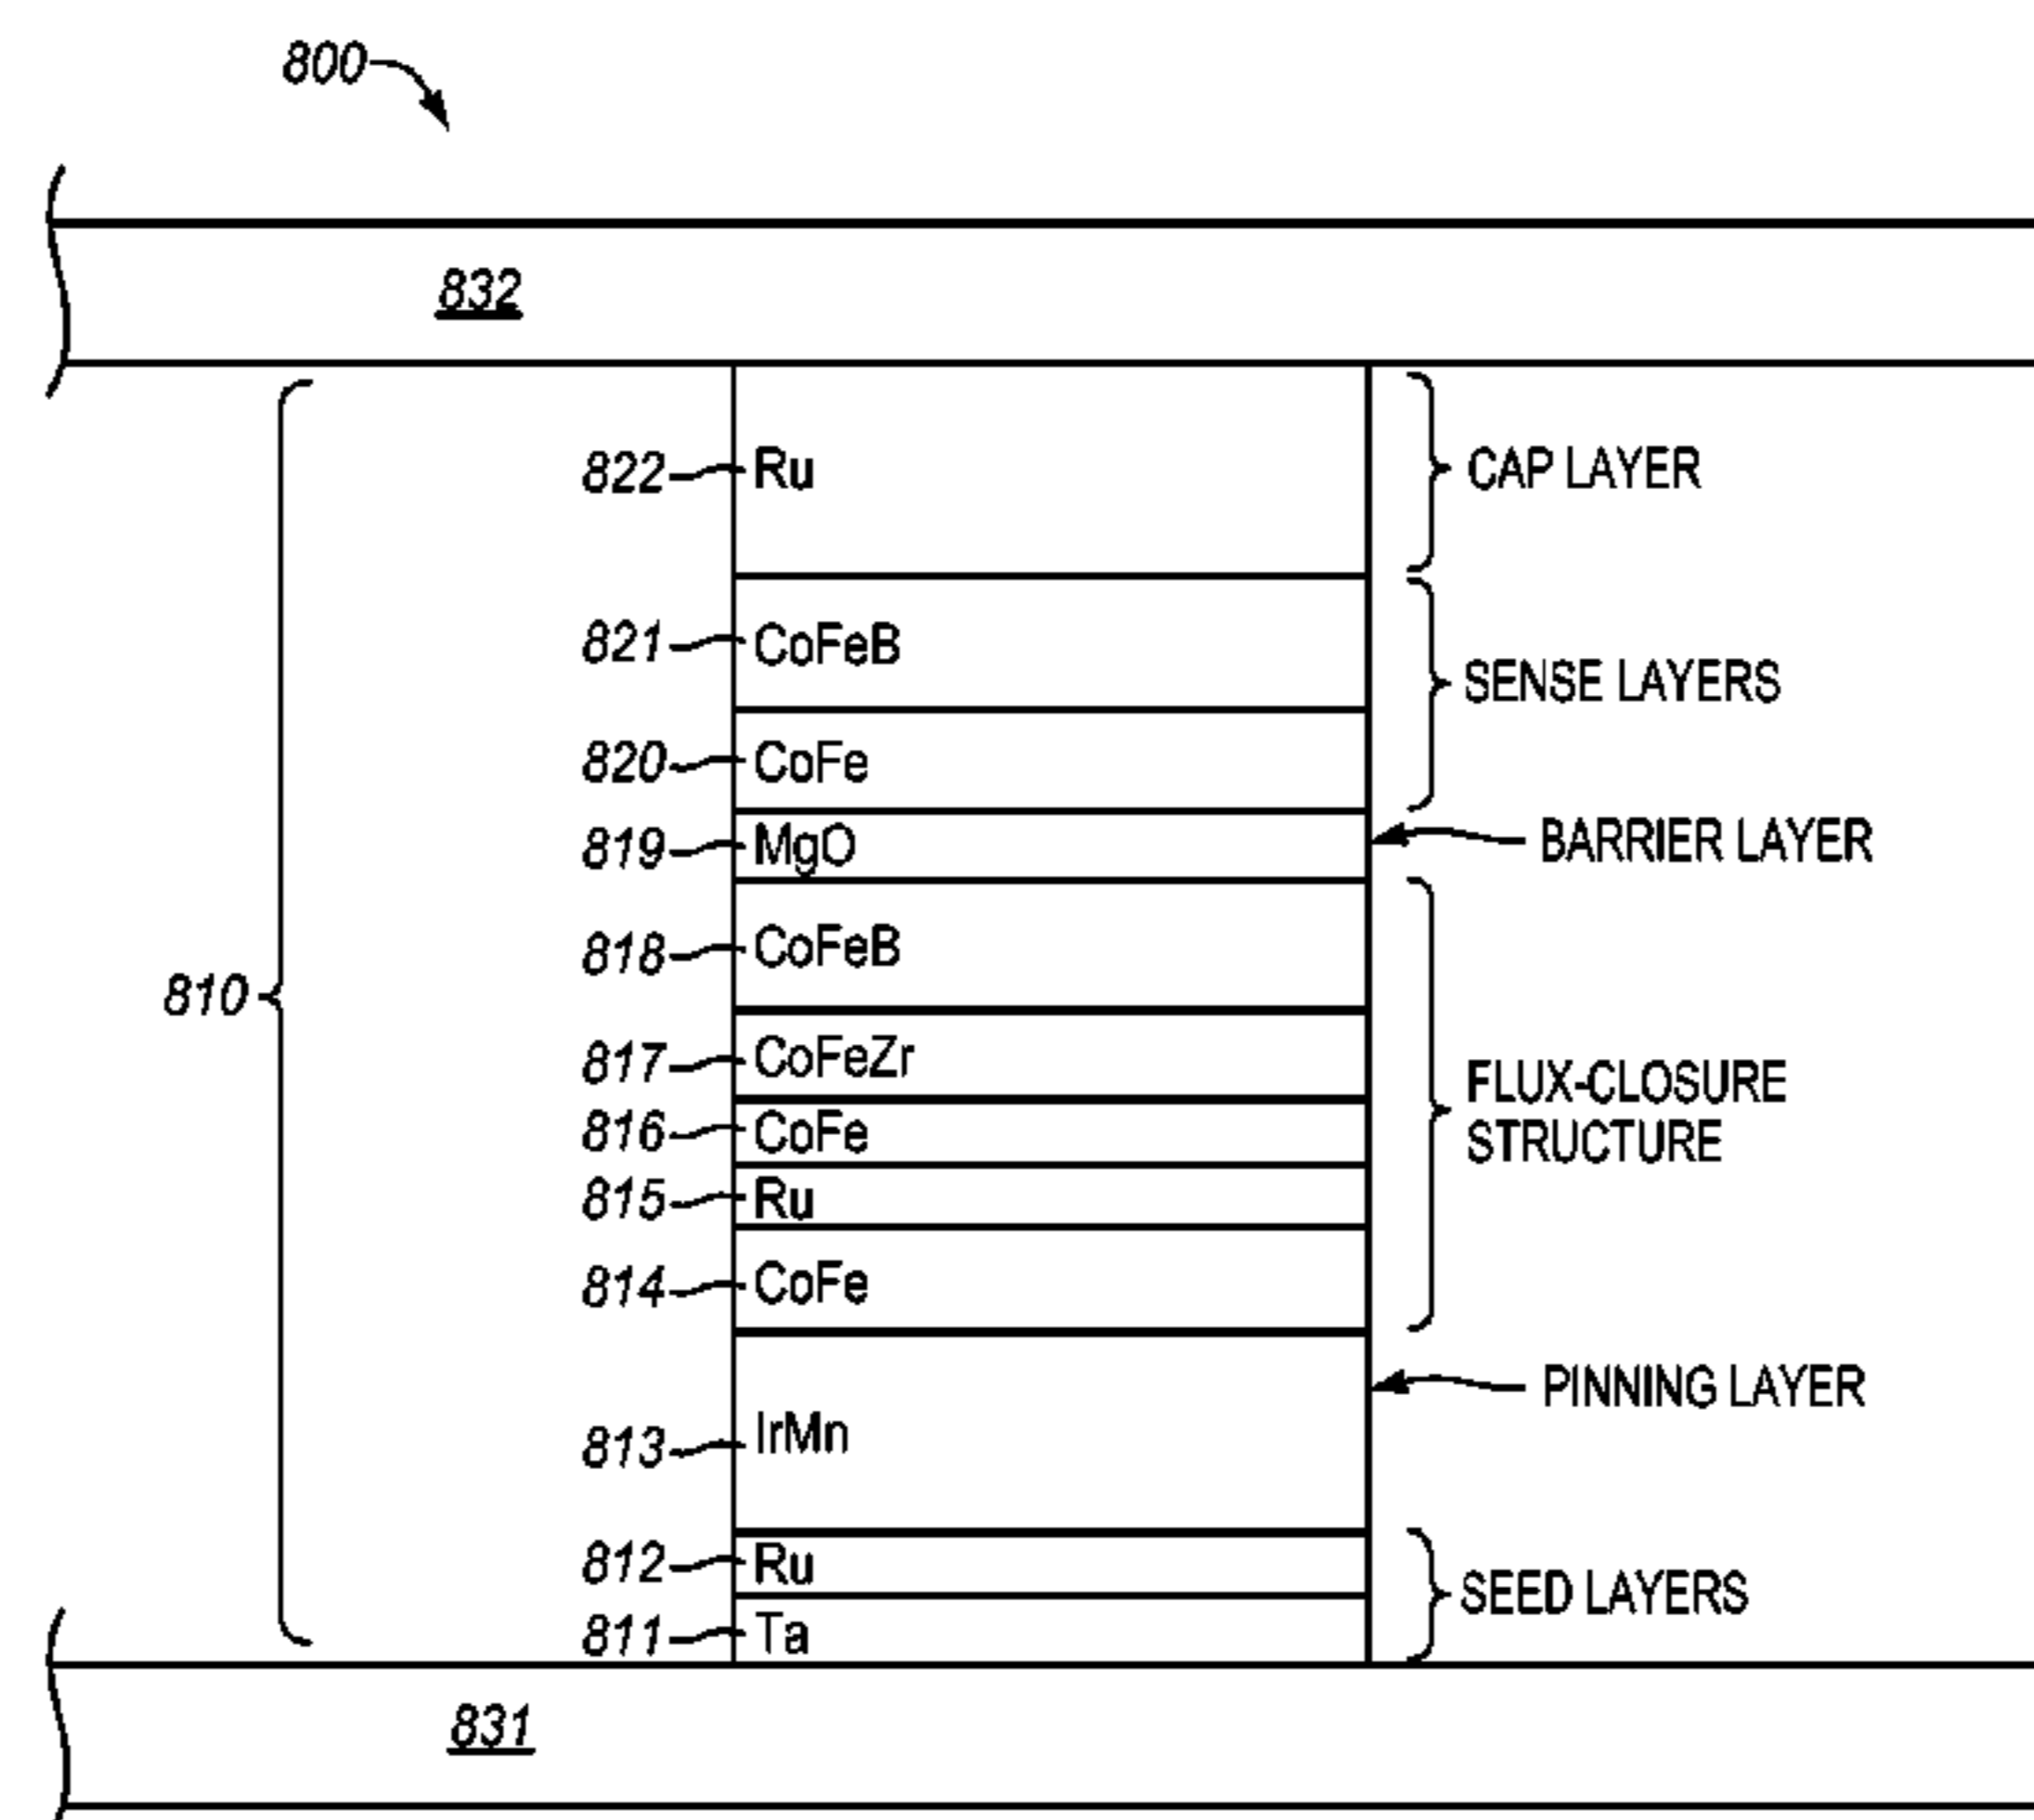 800
832
822 Ru CAP LAYER
821 CoFeB
SENSE LAYERS
820 CoFe
819 MgO BARRIER LAYER
818 CoFeB
810
817 CoFeZr
FLUX-CLOSURE
STRUCTURE
816 CoFe
815 Ru
814 CoFe
PINNING LAYER
813 IrMn
812 Ru
SEED LAYERS
811 Ta
831